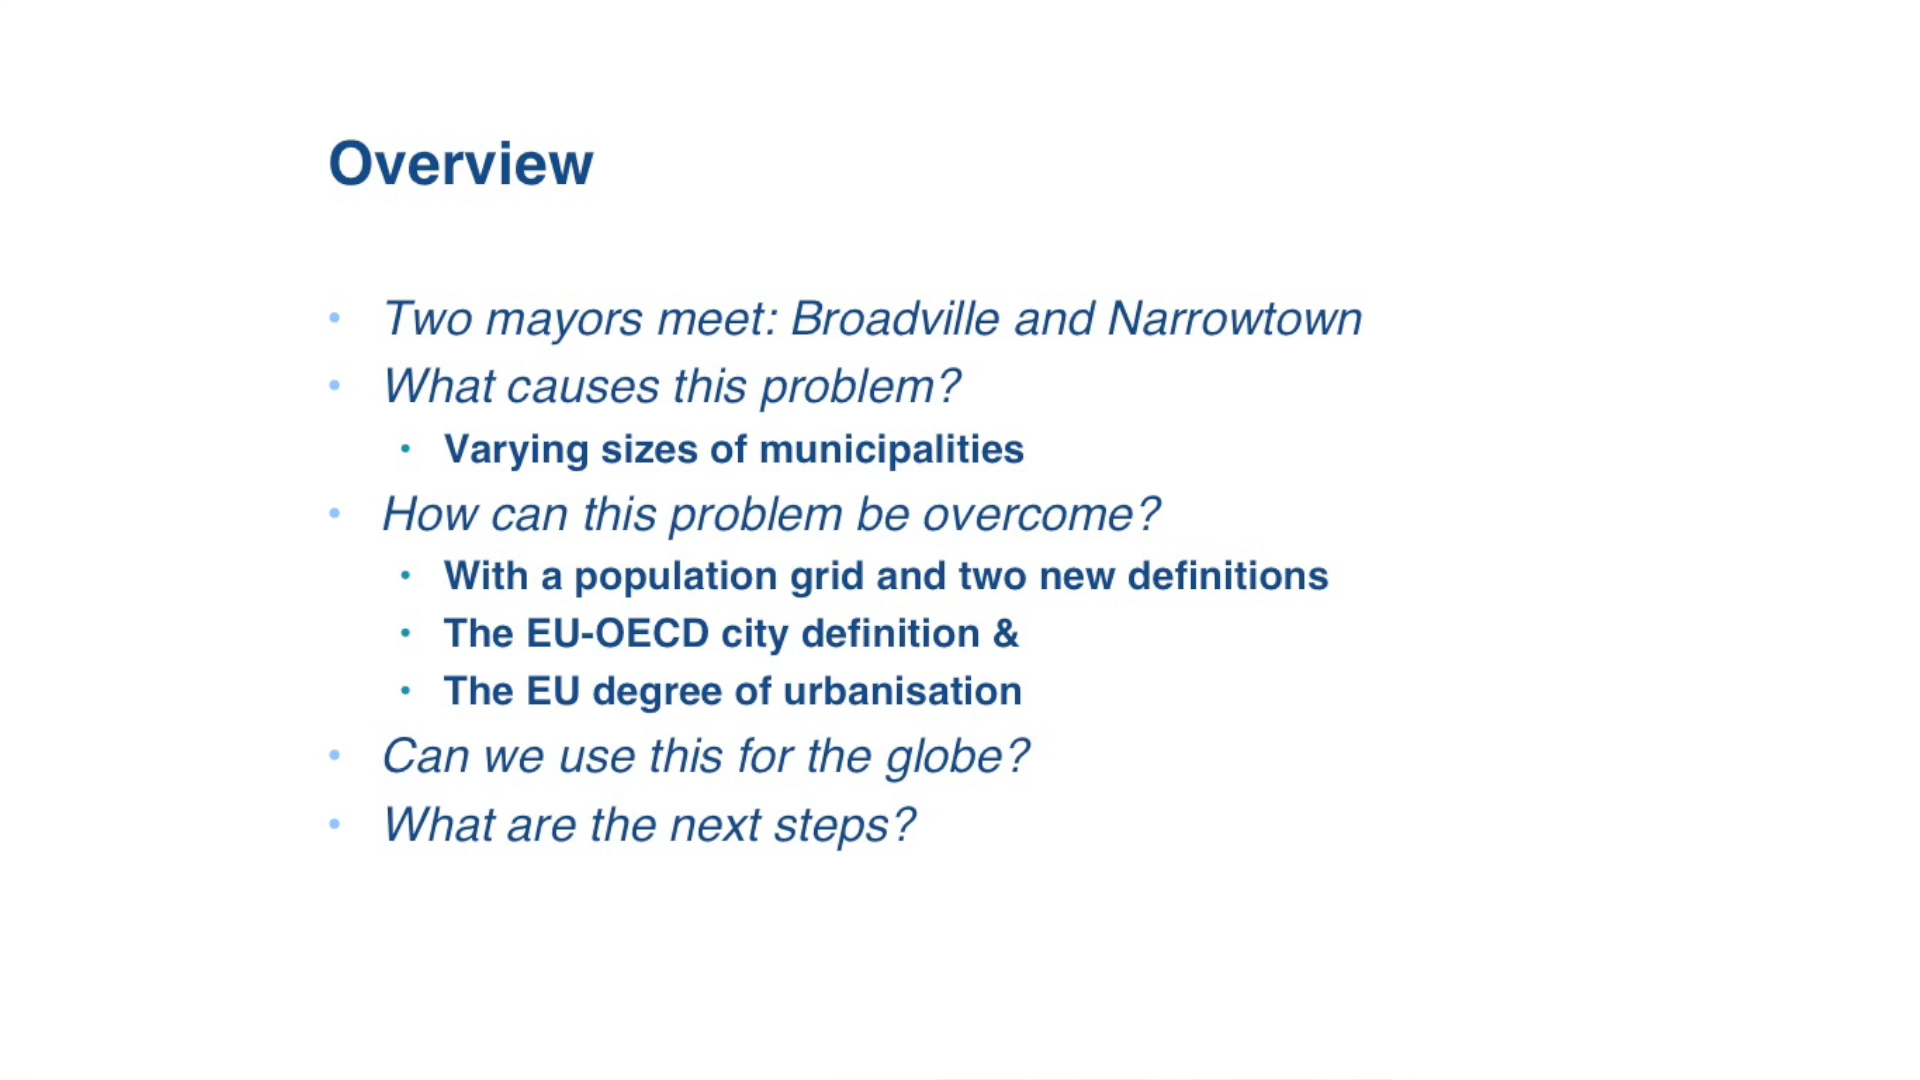 Overview
• Two mayors meet: Broadville and Narrowtown
• What causes this problem?
• Varying sizes of municipalities
• How can this problem be overcome?
• With a population grid and two new definitions
• The EU-OECD city definition &
• The EU degree of urbanisation
• Can we use this for the globe?
• What are the next steps?